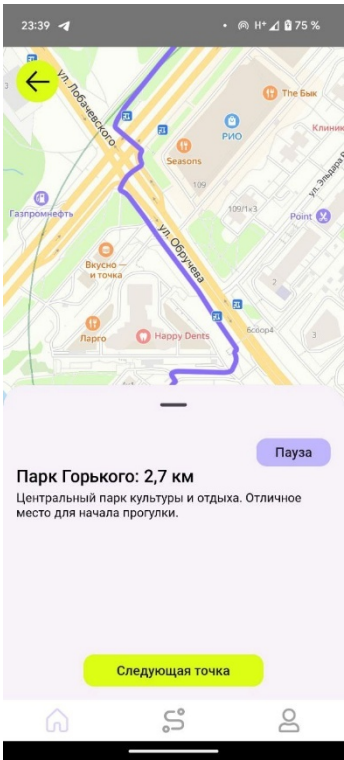 23:39
H+ 75 %
ул. Лобачевского
The Бык
РИО
Клиник
Seasons
109
ул. Эльдара
Газпромнефть
109/1к3
Point
ул. Обручева
Вкусно —
и точка
2
Ларго
Happy Dents
6соор4
3
Пауза
Парк Горького: 2,7 км
Центральный парк культуры и отдыха. Отличное
место для начала прогулки.
Следующая точка